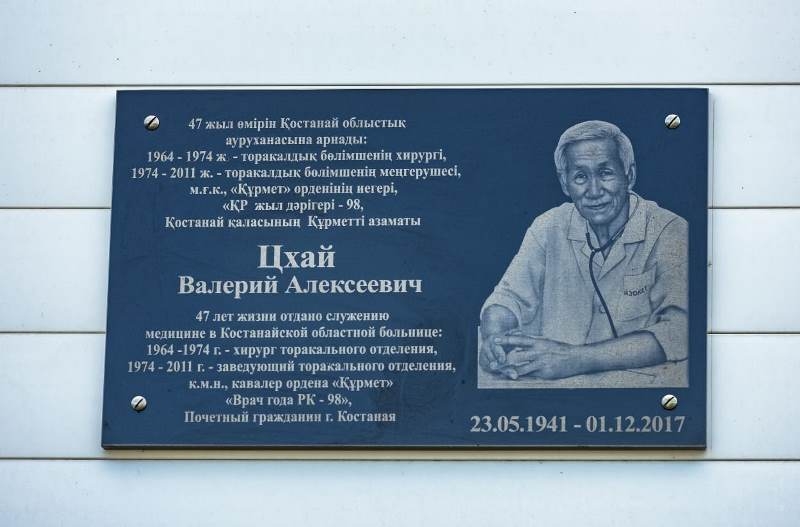 47 жыл өмірін Қостанай облыстық
ауруханасына арнады:
1964 - 1974 ж - торакалдық бөлімшенің хирургі,
1974 - 2011 ж. - торакалдық бөлімшенің меңгерушесі,
м.ғ.к., «Құрмет» орденінің иегері,
«ҚР жыл дәрігері - 98,
Қостанай қаласының Құрметті азаматы
Цхай
Валерий Алексеевич
47 лет жизни отдано служению
медицине в Костанайской областной больнице:
1964 -1974 г. - хирург торакального отделения,
1974 - 2011 г. - заведующий торакального отделения,
к.м.н., кавалер ордена «Құрмет»
«Врач года РК - 98»,
Почетный гражданин г. Костаная
23.05.1941 - 01.12.2017